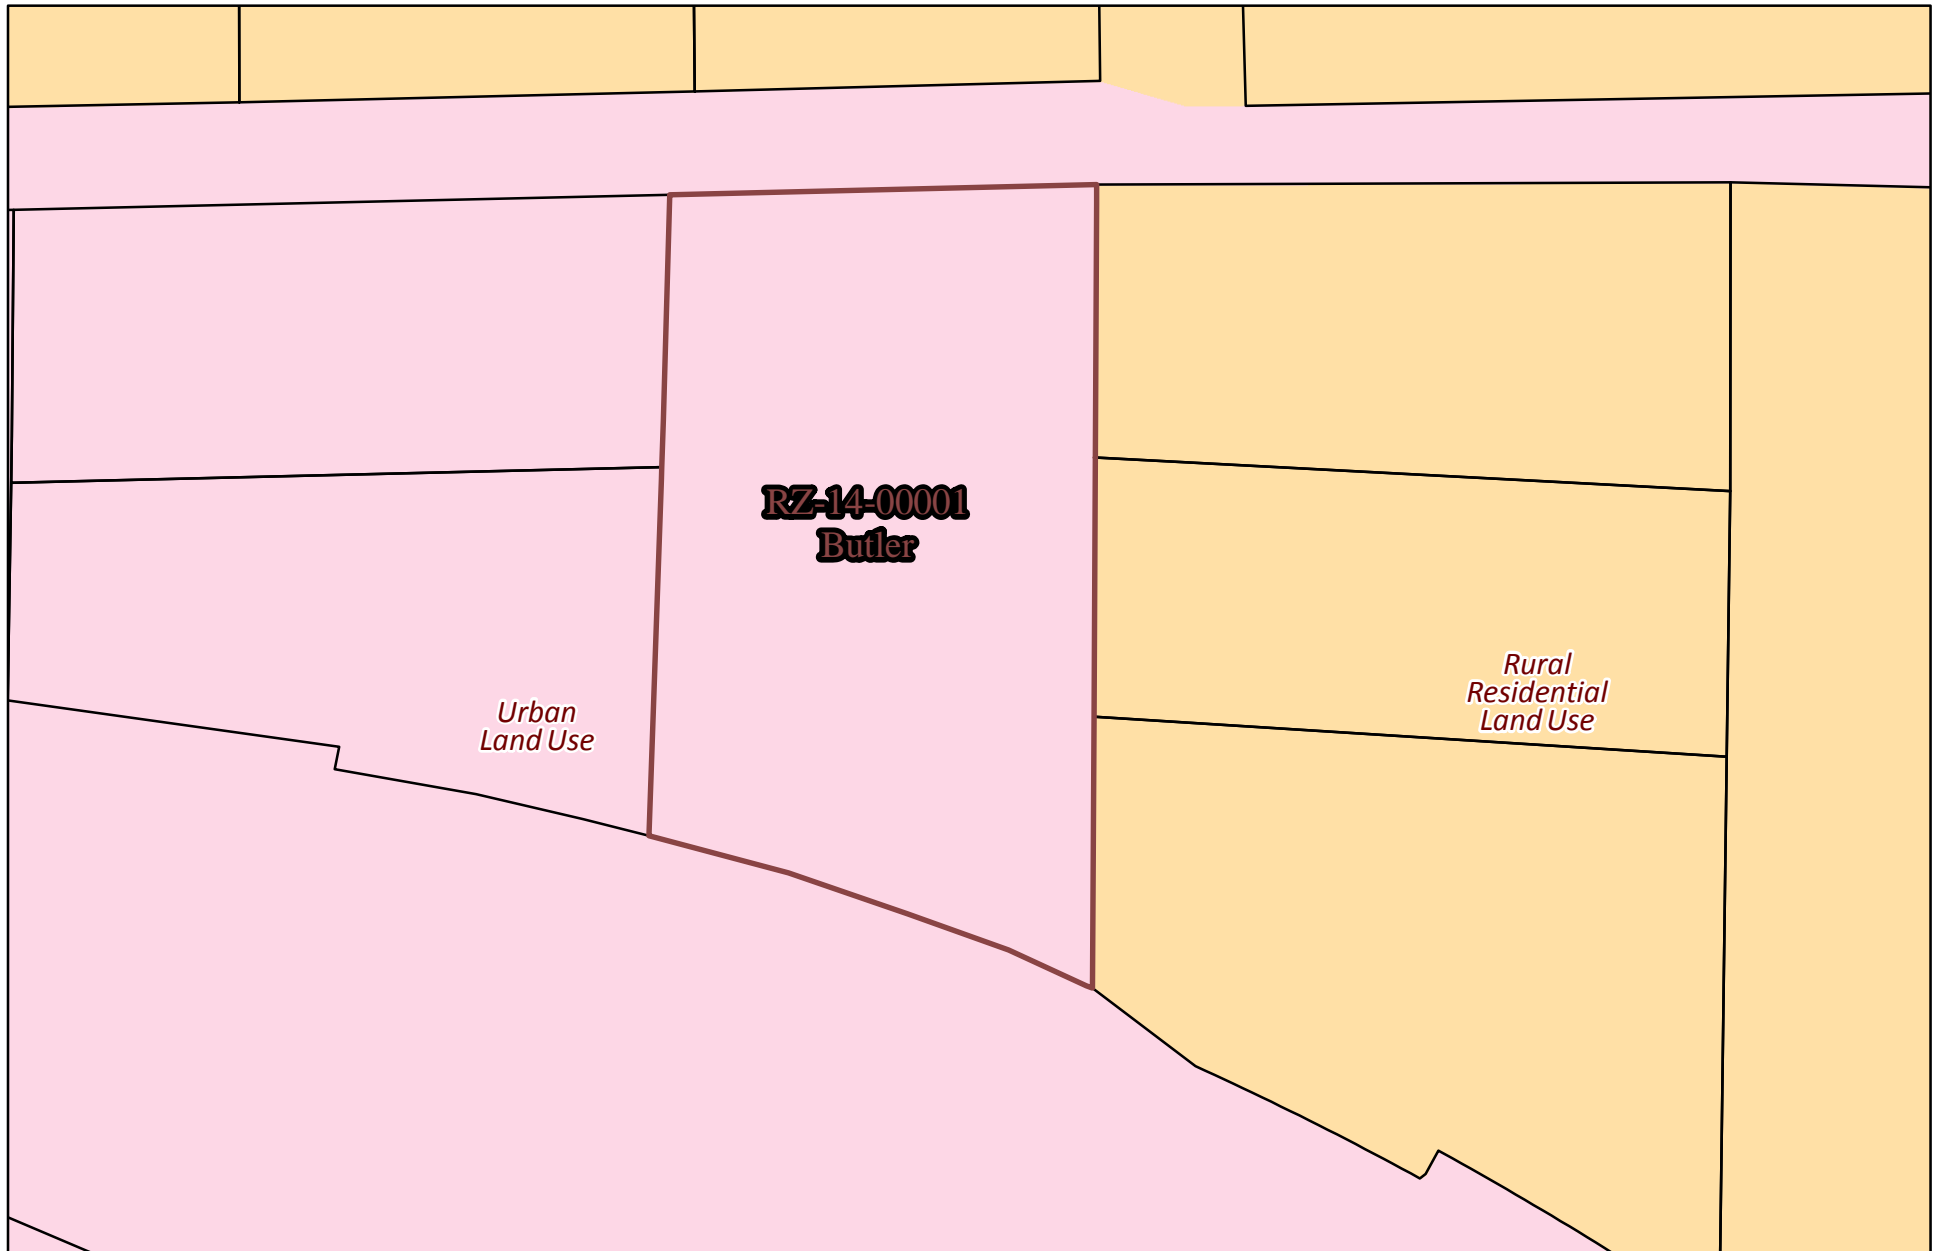 RZ-14-00001
Butler
Urban
Land Use
Rural
Residential
Land Use